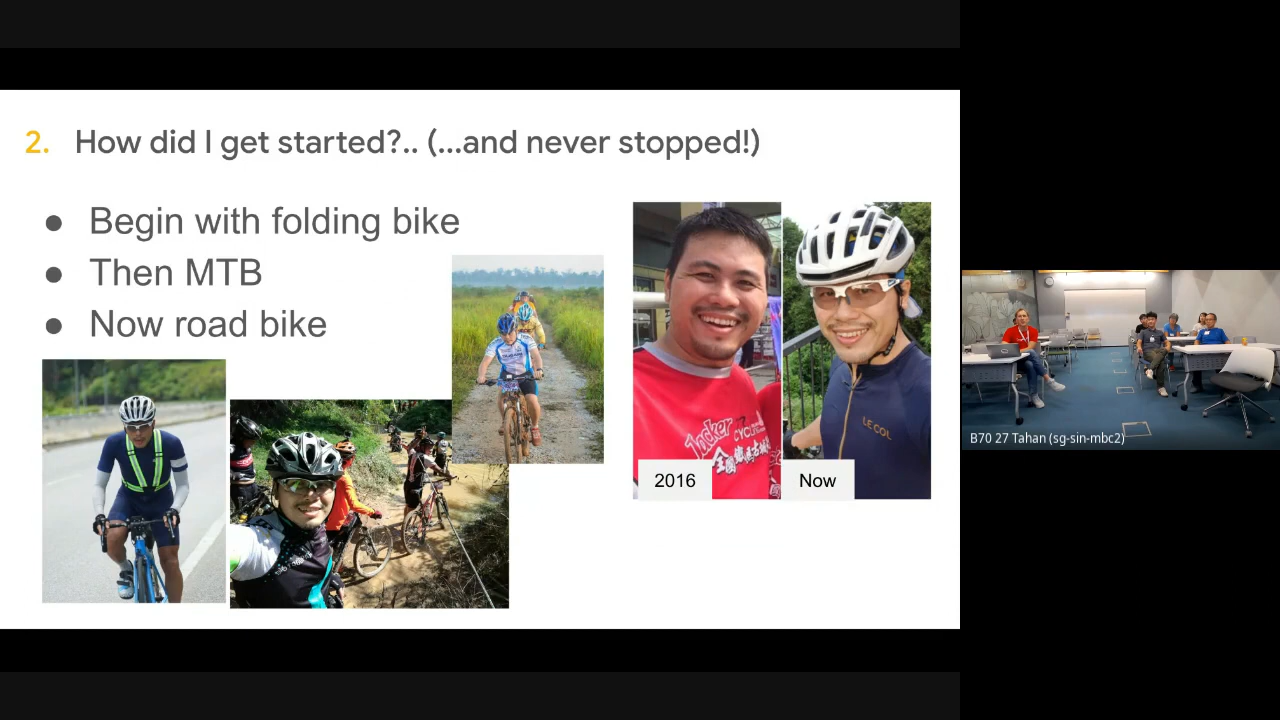 2. How did I get started?.. (...and never stopped!)
● Begin with folding bike
● Then MTB
● Now road bike
CYCLING
LE COL
2016
Now
B70 27 Tahan (sg-sin-mbc2)